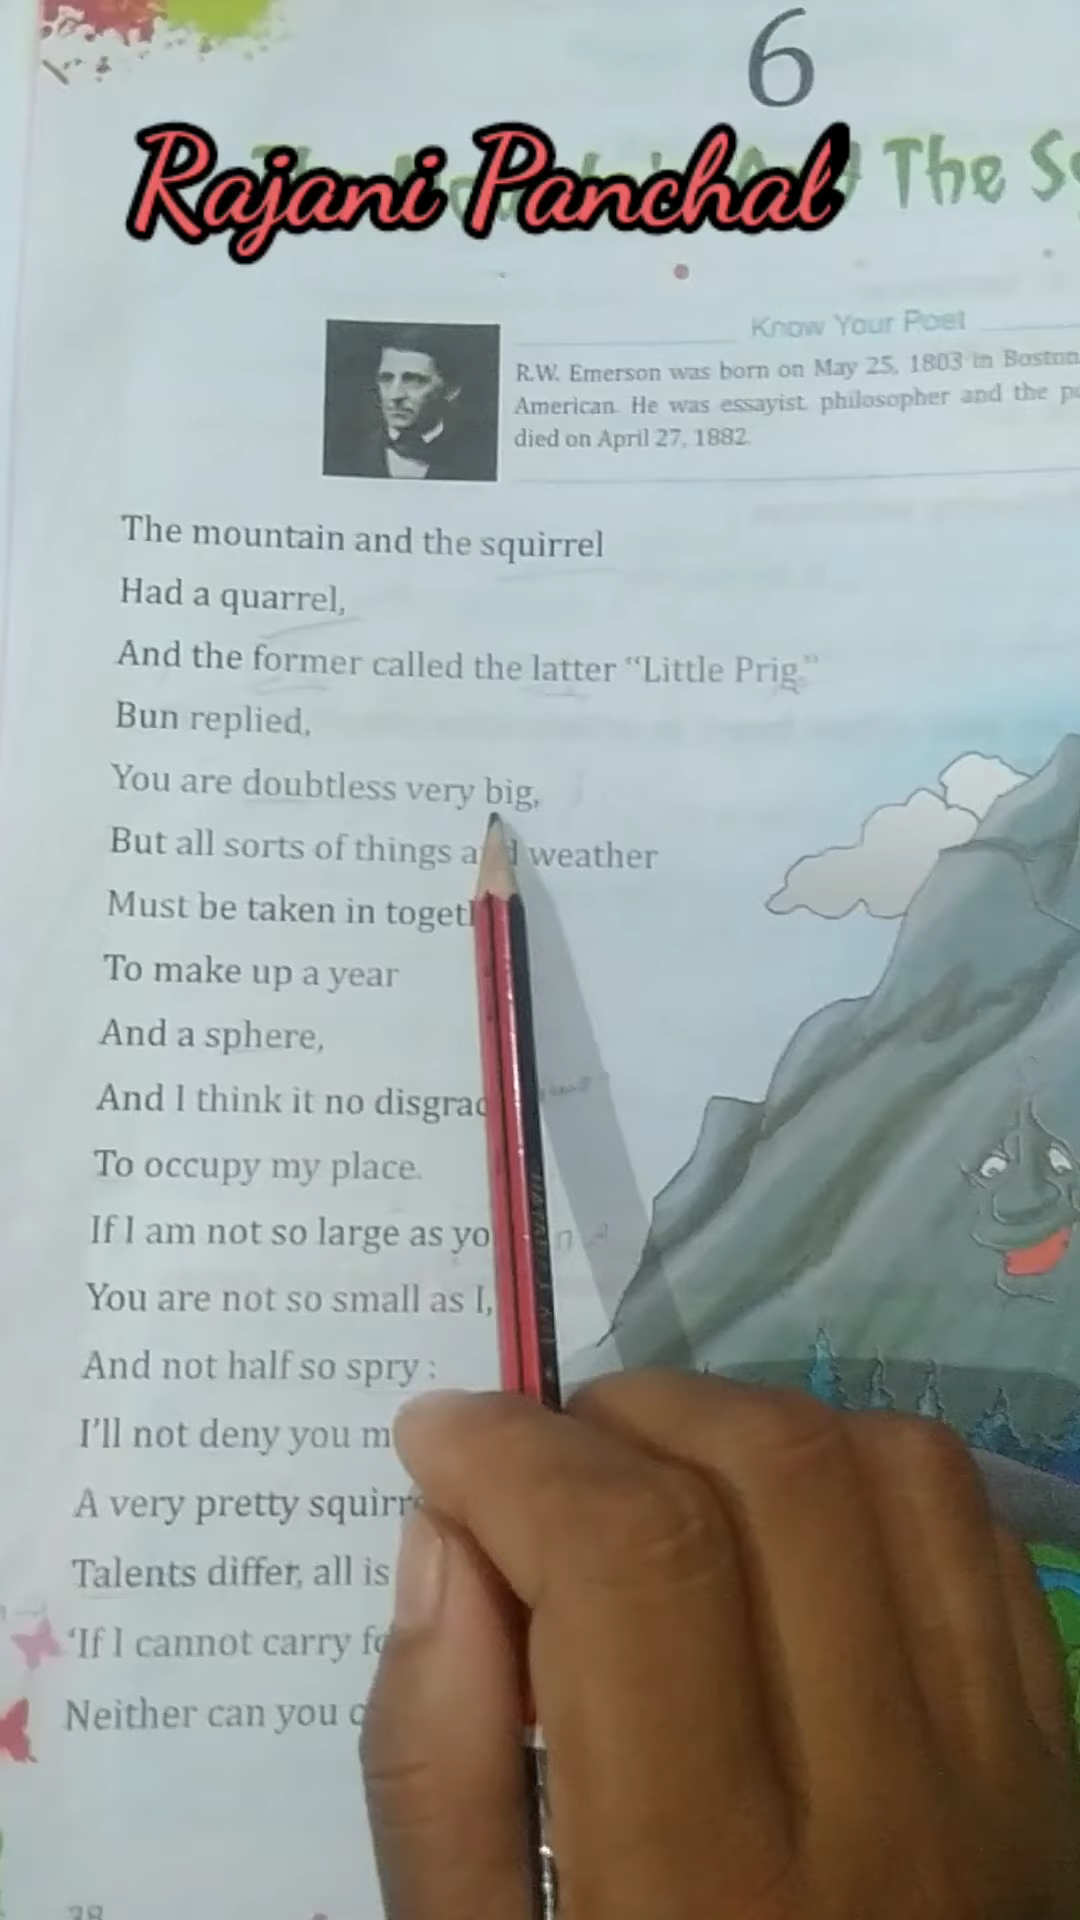 6
Rajani Panchal
The
Know Your Poet
R.W. Emerson was born on May 25, 1803 in Boston
American. He was essayist, philosopher and the
died on April 27, 1882.
The mountain and the squirrel
Had a quarrel,
And the former called the latter “Little Prig.”
Bun replied,
You are doubtless very big,
But all sorts of things and weather
Must be taken in
To make up a year
And a sphere,
And I think it no
To occupy my place.
If I am not so large as
You are not so small as I,
And not half so spry :
I'll not deny you
A very pretty
Talents differ, all is
‘If I cannot carry
Neither can you
38